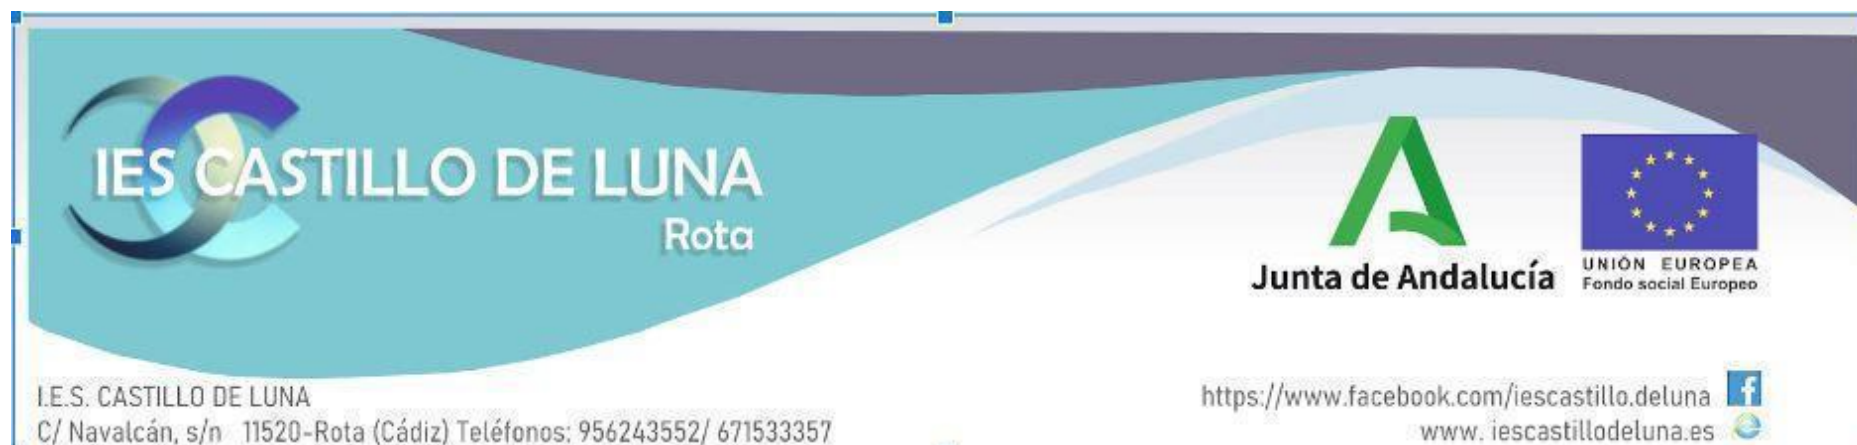 IES CASTILLO DE LUNA
Rota
Junta de Andalucía
UNIÓN EUROPEA
Fondo social Europeo
I.E.S. CASTILLO DE LUNA
C/ Navalcán, s/n 11520-Rota (Cádiz) Teléfonos: 956243552/ 671533357
https://www.facebook.com/iescastillo.deluna
www. iescastillodeluna.es